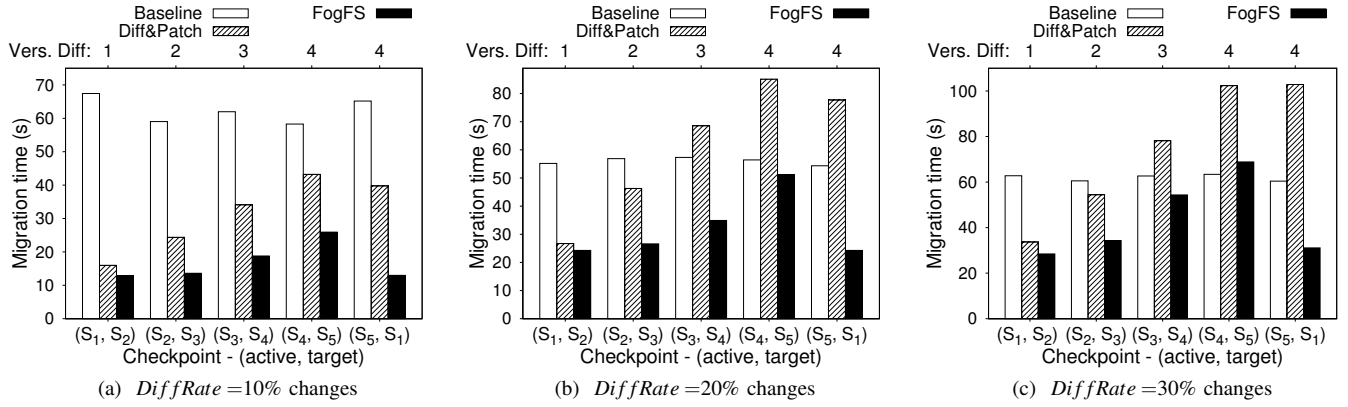 Baseline
Diff&Patch
FogFS
Vers. Diff: 1 2 3 4 4
Migration time (s)
70
60
50
40
30
20
10
0
(S1, S2) (S2, S3) (S3, S4) (S4, S5) (S5, S1)
Checkpoint - (active, target)
(a) DiffRate =10% changes
Baseline
Diff&Patch
FogFS
1 2 3 4 4
Migration time (s)
80
70
60
50
40
30
20
10
0
(S1, S2) (S2, S3) (S3, S4) (S4, S5) (S5, S1)
Checkpoint - (active, target)
(b) DiffRate =20% changes
Baseline
Diff&Patch
FogFS
Vers. Diff: 1 2 3 4 4
Migration time (s)
100
80
60
40
20
0
(S1, S2) (S2, S3) (S3, S4) (S4, S5) (S5, S1)
Checkpoint - (active, target)
(c) DiffRate =30% changes